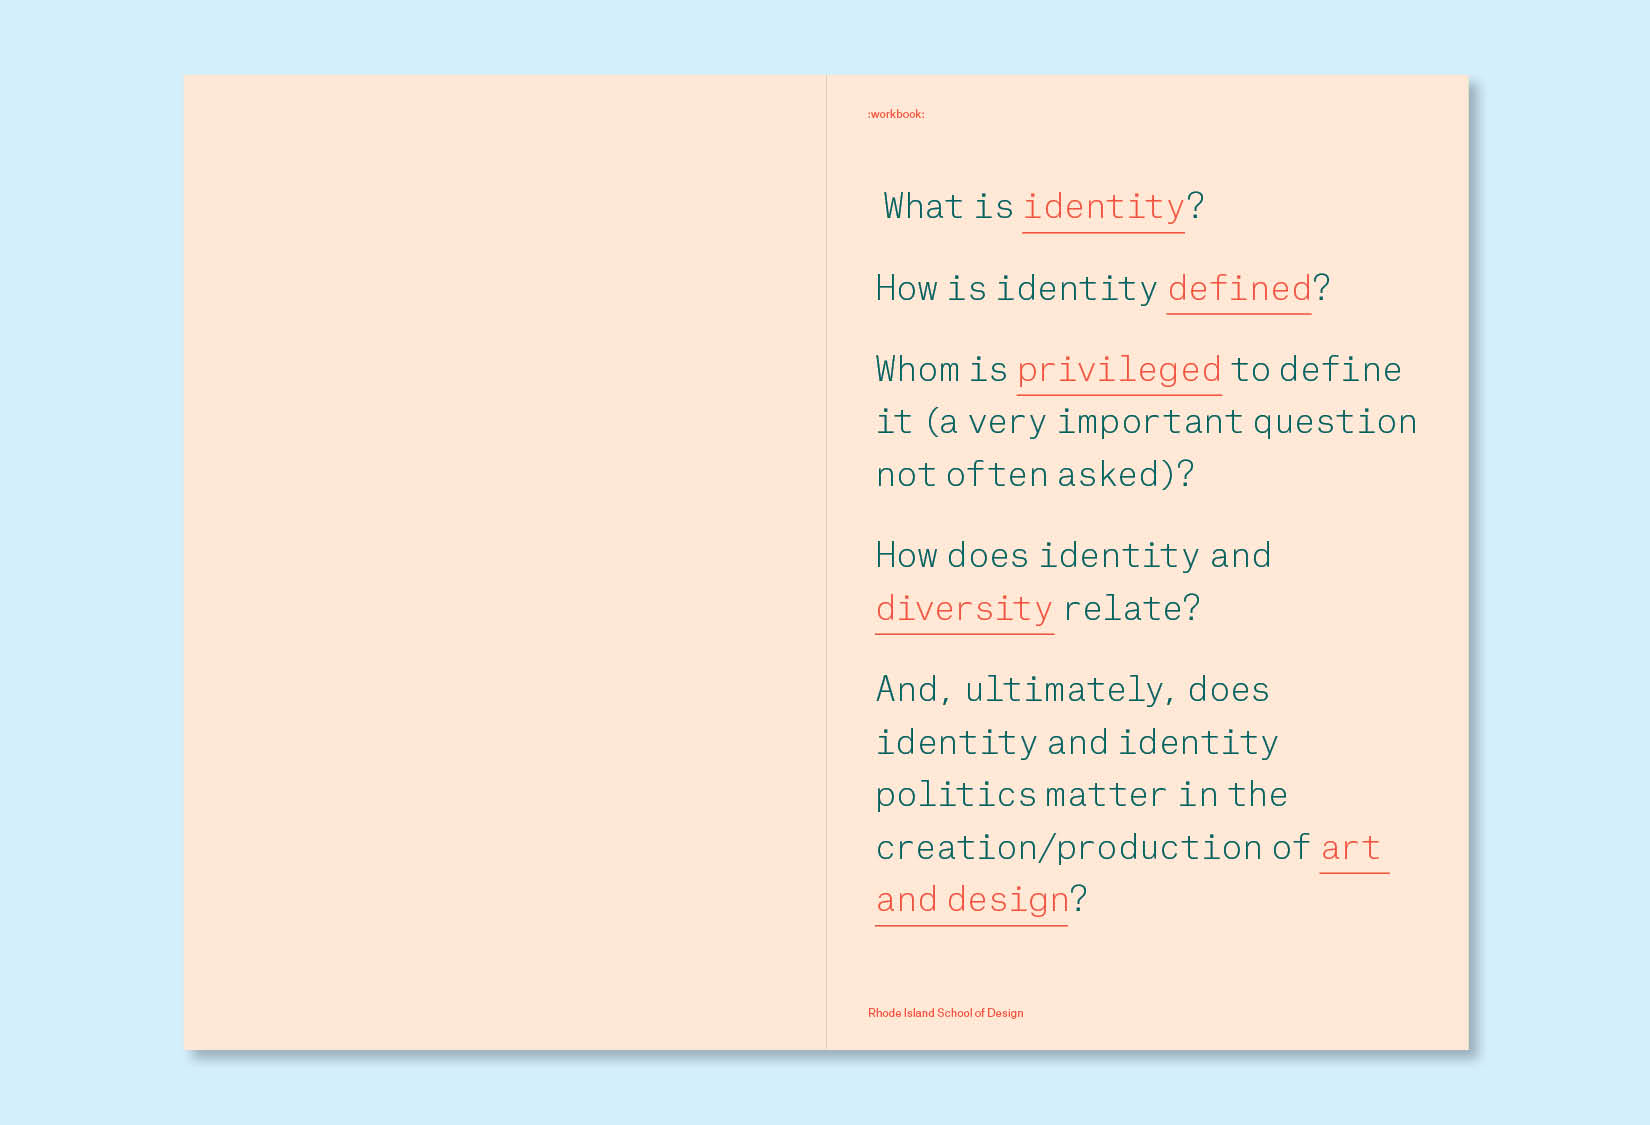 :workbook:
What is identity?
How is identity defined?
Whom is privileged to define
it (a very important question
not often asked)?
How does identity and
diversity relate?
And, ultimately, does
identity and identity
politics matter in the
creation/production of art
and design?
Rhode Island School of Design